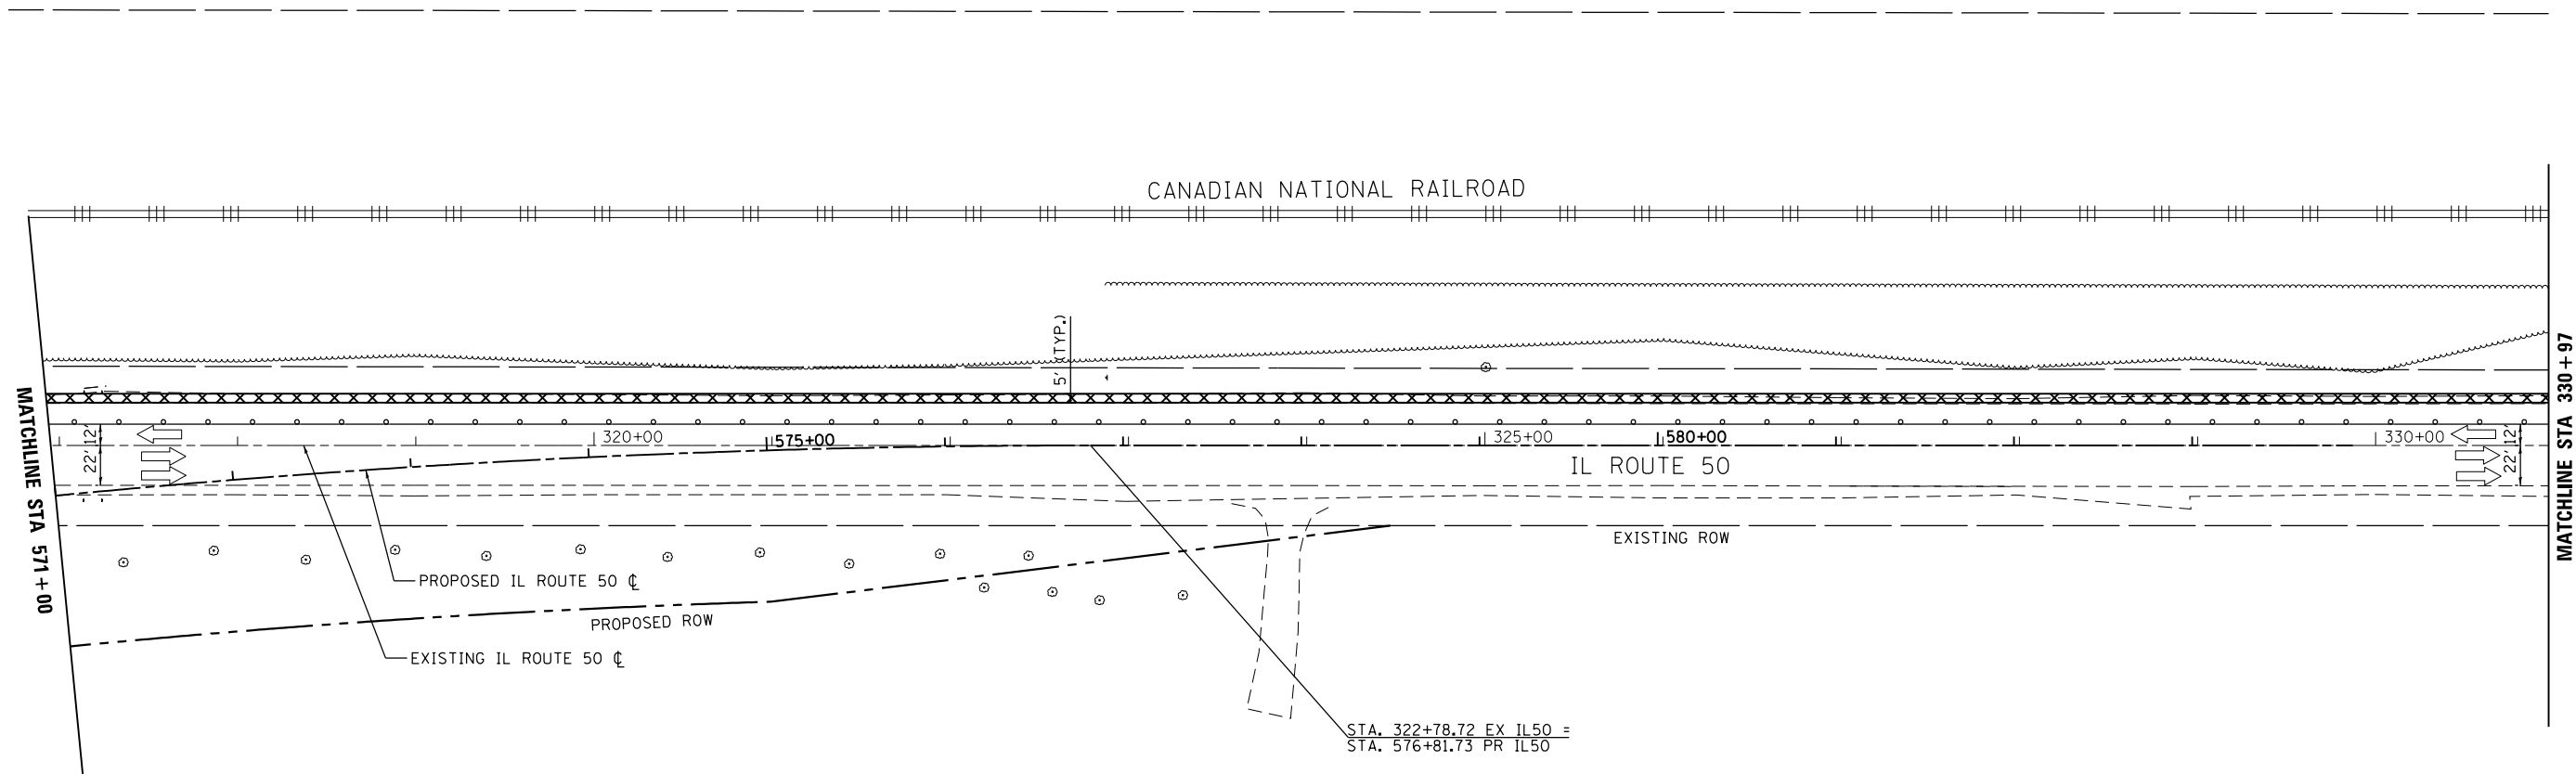 CANADIAN NATIONAL RAILROAD
5' (TYP.)
MATCHLINE STA 571+00
MATCHLINE STA 330+97
12'
22'
320+00
575+00
325+00
580+00
330+00
12'
22'
IL ROUTE 50
EXISTING ROW
PROPOSED IL ROUTE 50 ℄
PROPOSED ROW
EXISTING IL ROUTE 50 ℄
STA. 322+78.72 EX IL50 =
STA. 576+81.73 PR IL50